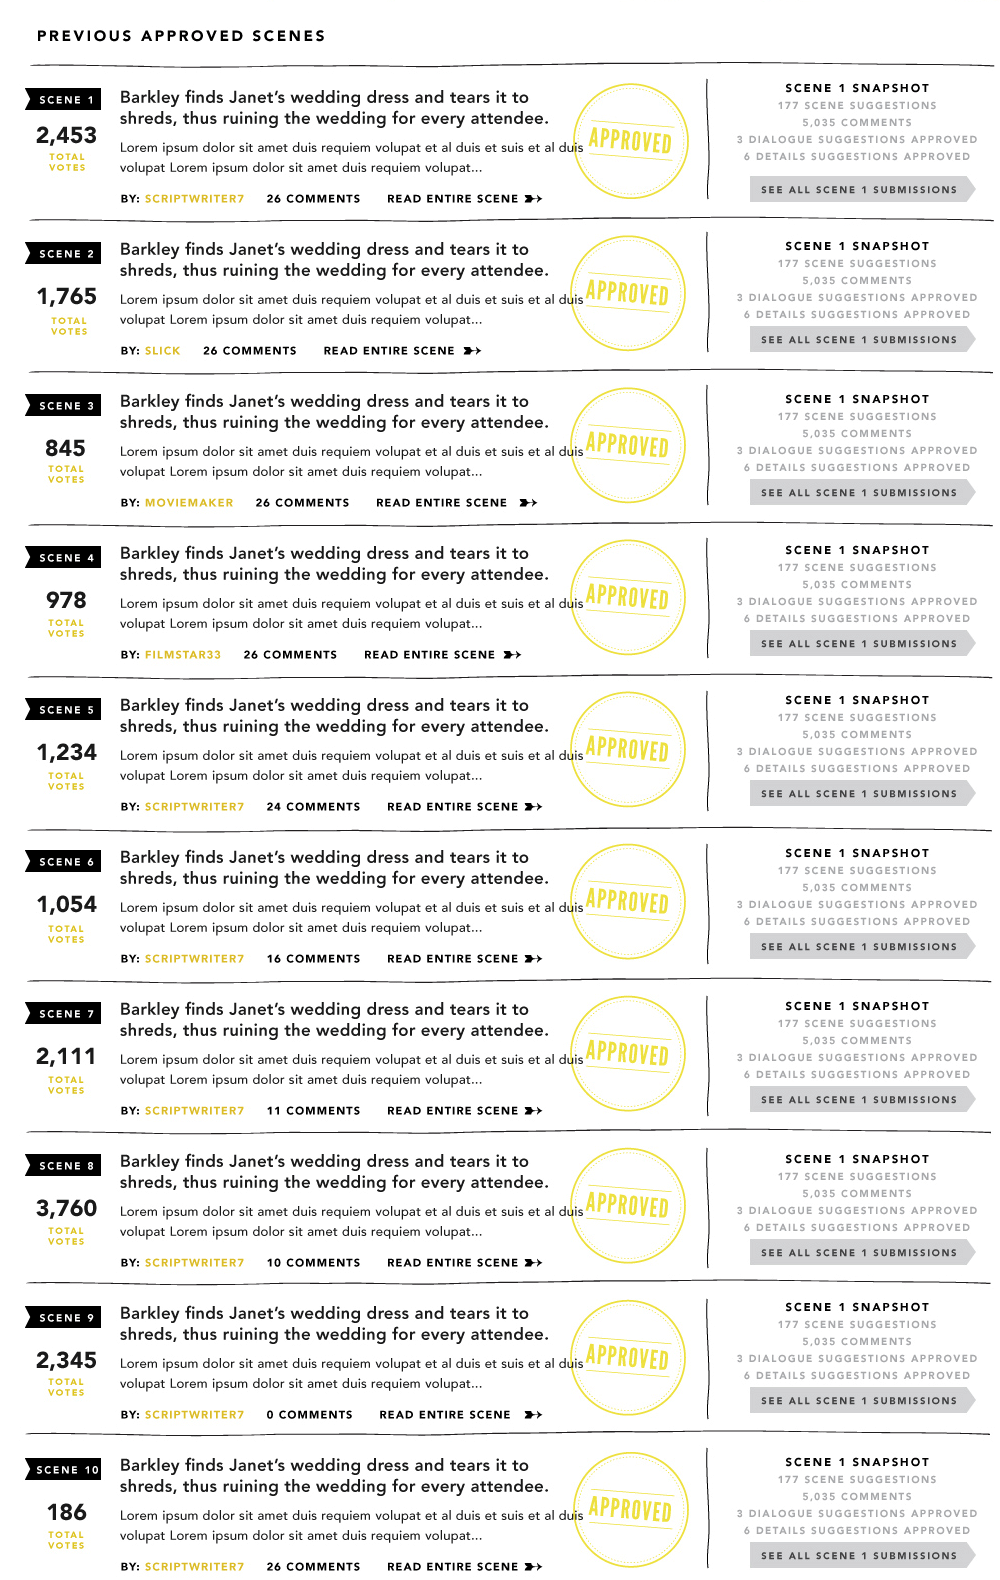 PREVIOUS APPROVED SCENES
SCENE 1
2,453
TOTAL
VOTES
Barkley finds Janet’s wedding dress and tears it to
shreds, thus ruining the wedding for every attendee.
Lorem ipsum dolor sit amet duis requiem volupat et al duis et suis et al duis
volupat Lorem ipsum dolor sit amet duis requiem volupat...
BY: SCRIPTWRITER7 26 COMMENTS READ ENTIRE SCENE
APPROVED
SCENE 1 SNAPSHOT
177 SCENE SUGGESTIONS
5,035 COMMENTS
3 DIALOGUE SUGGESTIONS APPROVED
6 DETAILS SUGGESTIONS APPROVED
SEE ALL SCENE 1 SUBMISSIONS
SCENE 2
1,765
TOTAL
VOTES
Barkley finds Janet’s wedding dress and tears it to
shreds, thus ruining the wedding for every attendee.
Lorem ipsum dolor sit amet duis requiem volupat et al duis et suis et al duis
volupat Lorem ipsum dolor sit amet duis requiem volupat...
BY: SLICK 26 COMMENTS READ ENTIRE SCENE
APPROVED
SCENE 1 SNAPSHOT
177 SCENE SUGGESTIONS
5,035 COMMENTS
3 DIALOGUE SUGGESTIONS APPROVED
6 DETAILS SUGGESTIONS APPROVED
SEE ALL SCENE 1 SUBMISSIONS
SCENE 3
845
TOTAL
VOTES
Barkley finds Janet’s wedding dress and tears it to
shreds, thus ruining the wedding for every attendee.
Lorem ipsum dolor sit amet duis requiem volupat et al duis et suis et al duis
volupat Lorem ipsum dolor sit amet duis requiem volupat...
BY: MOVIEMAKER 26 COMMENTS READ ENTIRE SCENE
APPROVED
SCENE 1 SNAPSHOT
177 SCENE SUGGESTIONS
5,035 COMMENTS
3 DIALOGUE SUGGESTIONS APPROVED
6 DETAILS SUGGESTIONS APPROVED
SEE ALL SCENE 1 SUBMISSIONS
SCENE 4
978
TOTAL
VOTES
Barkley finds Janet’s wedding dress and tears it to
shreds, thus ruining the wedding for every attendee.
Lorem ipsum dolor sit amet duis requiem volupat et al duis et suis et al duis
volupat Lorem ipsum dolor sit amet duis requiem volupat...
BY: FILMSTAR33 26 COMMENTS READ ENTIRE SCENE
APPROVED
SCENE 1 SNAPSHOT
177 SCENE SUGGESTIONS
5,035 COMMENTS
3 DIALOGUE SUGGESTIONS APPROVED
6 DETAILS SUGGESTIONS APPROVED
SEE ALL SCENE 1 SUBMISSIONS
SCENE 5
1,234
TOTAL
VOTES
Barkley finds Janet’s wedding dress and tears it to
shreds, thus ruining the wedding for every attendee.
Lorem ipsum dolor sit amet duis requiem volupat et al duis et suis et al duis
volupat Lorem ipsum dolor sit amet duis requiem volupat...
BY: SCRIPTWRITER7 24 COMMENTS READ ENTIRE SCENE
APPROVED
SCENE 1 SNAPSHOT
177 SCENE SUGGESTIONS
5,035 COMMENTS
3 DIALOGUE SUGGESTIONS APPROVED
6 DETAILS SUGGESTIONS APPROVED
SEE ALL SCENE 1 SUBMISSIONS
SCENE 6
1,054
TOTAL
VOTES
Barkley finds Janet’s wedding dress and tears it to
shreds, thus ruining the wedding for every attendee.
Lorem ipsum dolor sit amet duis requiem volupat et al duis et suis et al duis
volupat Lorem ipsum dolor sit amet duis requiem volupat...
BY: SCRIPTWRITER7 16 COMMENTS READ ENTIRE SCENE
APPROVED
SCENE 1 SNAPSHOT
177 SCENE SUGGESTIONS
5,035 COMMENTS
3 DIALOGUE SUGGESTIONS APPROVED
6 DETAILS SUGGESTIONS APPROVED
SEE ALL SCENE 1 SUBMISSIONS
SCENE 7
2,111
TOTAL
VOTES
Barkley finds Janet’s wedding dress and tears it to
shreds, thus ruining the wedding for every attendee.
Lorem ipsum dolor sit amet duis requiem volupat et al duis et suis et al duis
volupat Lorem ipsum dolor sit amet duis requiem volupat...
BY: SCRIPTWRITER7 11 COMMENTS READ ENTIRE SCENE
APPROVED
SCENE 1 SNAPSHOT
177 SCENE SUGGESTIONS
5,035 COMMENTS
3 DIALOGUE SUGGESTIONS APPROVED
6 DETAILS SUGGESTIONS APPROVED
SEE ALL SCENE 1 SUBMISSIONS
SCENE 8
3,760
TOTAL
VOTES
Barkley finds Janet’s wedding dress and tears it to
shreds, thus ruining the wedding for every attendee.
Lorem ipsum dolor sit amet duis requiem volupat et al duis et suis et al duis
volupat Lorem ipsum dolor sit amet duis requiem volupat...
BY: SCRIPTWRITER7 10 COMMENTS READ ENTIRE SCENE
APPROVED
SCENE 1 SNAPSHOT
177 SCENE SUGGESTIONS
5,035 COMMENTS
3 DIALOGUE SUGGESTIONS APPROVED
6 DETAILS SUGGESTIONS APPROVED
SEE ALL SCENE 1 SUBMISSIONS
SCENE 9
2,345
TOTAL
VOTES
Barkley finds Janet’s wedding dress and tears it to
shreds, thus ruining the wedding for every attendee.
Lorem ipsum dolor sit amet duis requiem volupat et al duis et suis et al duis
volupat Lorem ipsum dolor sit amet duis requiem volupat...
BY: SCRIPTWRITER7 0 COMMENTS READ ENTIRE SCENE
APPROVED
SCENE 1 SNAPSHOT
177 SCENE SUGGESTIONS
5,035 COMMENTS
3 DIALOGUE SUGGESTIONS APPROVED
6 DETAILS SUGGESTIONS APPROVED
SEE ALL SCENE 1 SUBMISSIONS
SCENE 10
186
TOTAL
VOTES
Barkley finds Janet’s wedding dress and tears it to
shreds, thus ruining the wedding for every attendee.
Lorem ipsum dolor sit amet duis requiem volupat et al duis et suis et al duis
volupat Lorem ipsum dolor sit amet duis requiem volupat...
BY: SCRIPTWRITER7 26 COMMENTS READ ENTIRE SCENE
APPROVED
SCENE 1 SNAPSHOT
177 SCENE SUGGESTIONS
5,035 COMMENTS
3 DIALOGUE SUGGESTIONS APPROVED
6 DETAILS SUGGESTIONS APPROVED
SEE ALL SCENE 1 SUBMISSIONS